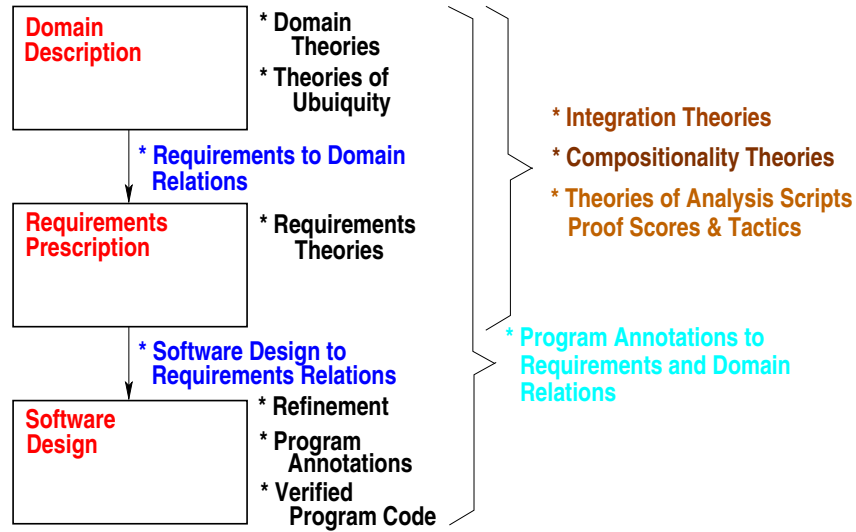 Domain
Description
* Domain
Theories
* Theories of
Ubuiquity
* Requirements to Domain
Relations
Requirements
Prescription
* Requirements
Theories
* Software Design to
Requirements Relations
Software
Design
* Refinement
* Program
Annotations
* Verified
Program Code
* Integration Theories
* Compositionality Theories
* Theories of Analysis Scripts
Proof Scores & Tactics
* Program Annotations to
Requirements and Domain
Relations